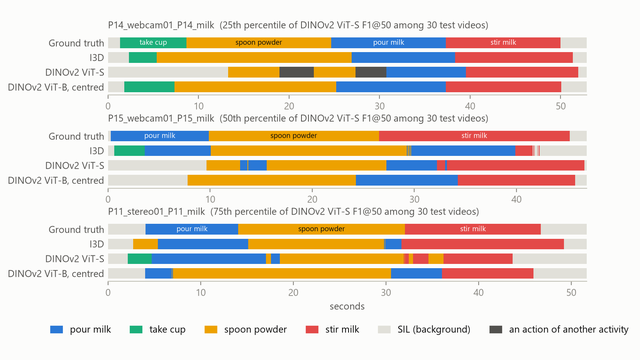 P14_webcam01_P14_milk (25th percentile of DINOv2 ViT-S F1@50 among 30 test videos)
Ground truth take cup spoon powder pour milk stir milk
I3D
DINOv2 ViT-S
DINOv2 ViT-B, centred
0 10 20 30 40 50
P15_webcam01_P15_milk (50th percentile of DINOv2 ViT-S F1@50 among 30 test videos)
Ground truth pour milk spoon powder stir milk
I3D
DINOv2 ViT-S
DINOv2 ViT-B, centred
0 10 20 30 40
P11_stereo01_P11_milk (75th percentile of DINOv2 ViT-S F1@50 among 30 test videos)
Ground truth pour milk spoon powder stir milk
I3D
DINOv2 ViT-S
DINOv2 ViT-B, centred
0 10 20 30 40 50
seconds
pour milk take cup spoon powder stir milk SIL (background) an action of another activity